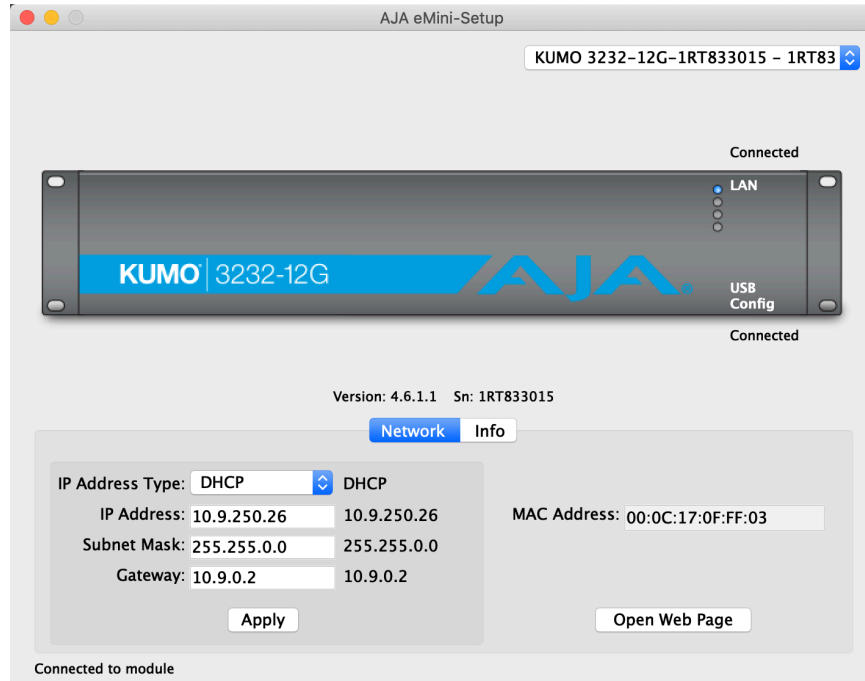 AJA eMini-Setup
KUMO 3232-12G-1RT833015 - 1RT83
Connected
LAN
KUMO 3232-12G
AJA
USB
Config
Connected
Version: 4.6.1.1 Sn: 1RT833015
Network Info
IP Address Type: DHCP DHCP
IP Address: 10.9.250.26 10.9.250.26
MAC Address: 00:0C:17:0F:FF:03
Subnet Mask: 255.255.0.0 255.255.0.0
Gateway: 10.9.0.2 10.9.0.2
Apply
Open Web Page
Connected to module